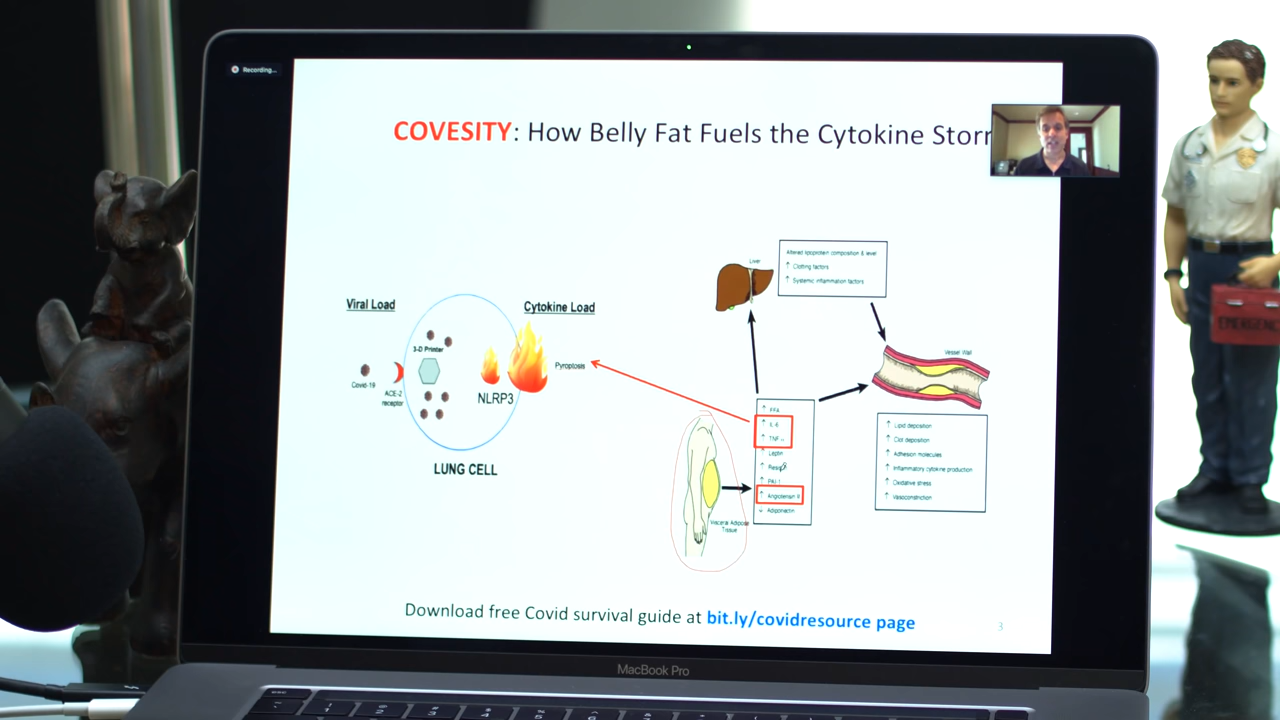 Recording...
COVESITY: How Belly Fat Fuels the Cytokine Stor
Viral Load
Cytokine Load
3-D Printer
Covid-19
ACE-2
receptor
NLRP3
Pyroptosis
LUNG CELL
Liver
Altered lipoprotein composition & level
↑ Clotting factors
↑ Systemic inflammation factors
Vessel Wall
↑ FFA
↑ IL-6
↑ TNF-α
↑ Leptin
↑ PAI 1
↑ Angiotensin II
↓ Adiponectin
Visceral Adipose
Tissue
↑ Lipid deposition
↑ Clot deposition
↑ Adhesion molecules
↑ Inflammatory cytokine production
↑ Oxidative stress
↑ Vasoconstriction
Download free Covid survival guide at bit.ly/covidresource page
3
MacBook Pro
EMERGENC